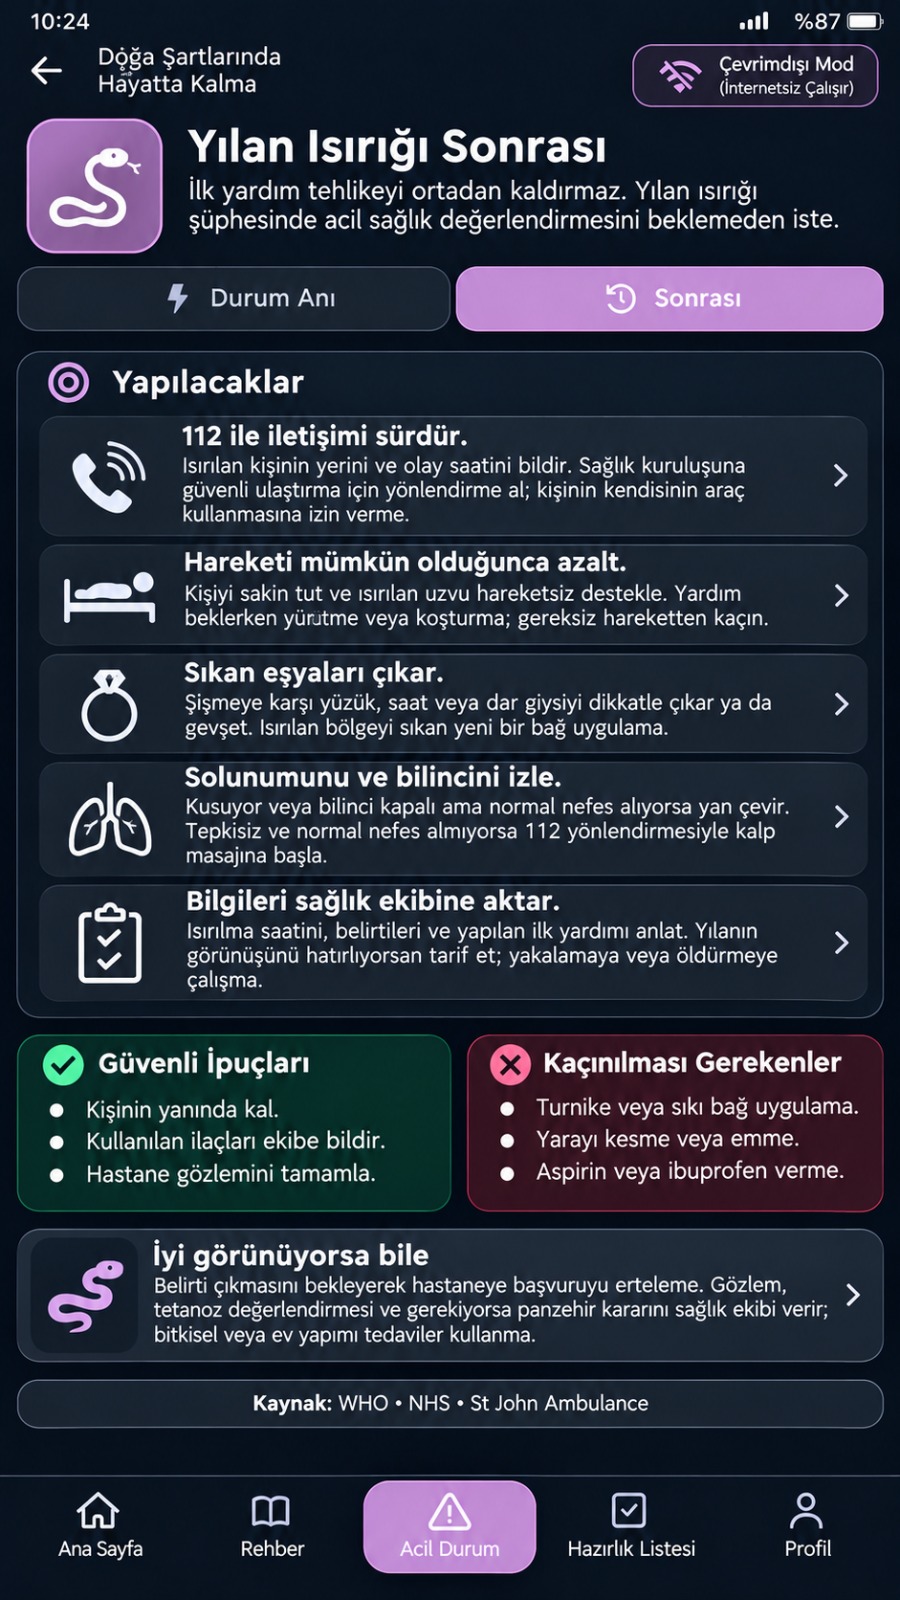 10:24
%87
Doğa Şartlarında
Hayatta Kalma
Çevrimdışı Mod
(İnternetsiz Çalışır)
Yılan Isırığı Sonrası
İlk yardım tehlikeyi ortadan kaldırmaz. Yılan ısırığı
şüphesinde acil sağlık değerlendirmesini beklemeden iste.
Durum Anı
Sonrası
Yapılacaklar
112 ile iletişimi sürdür.
Isırılan kişinin yerini ve olay saatini bildir. Sağlık kuruluşuna
güvenli ulaştırma için yönlendirme al; kişinin kendisinin araç
kullanmasına izin verme.
Hareketi mümkün olduğunca azalt.
Kişiyi sakin tut ve ısırılan uzvu hareketsiz destekle. Yardım
beklerken yürütme veya koşturma; gereksiz hareketten kaçın.
Sıkan eşyaları çıkar.
Şişmeye karşı yüzük, saat veya dar giysiyi dikkatle çıkar ya da
gevşet. Isırılan bölgeyi sıkan yeni bir bağ uygulama.
Solunumunu ve bilincini izle.
Kusuyor veya bilinci kapalı ama normal nefes alıyorsa yan çevir.
Tepkisiz ve normal nefes almıyorsa 112 yönlendirmesiyle kalp
masajına başla.
Bilgileri sağlık ekibine aktar.
Isırılma saatini, belirtileri ve yapılan ilk yardımı anlat. Yılanın
görünüşünü hatırlıyorsan tarif et; yakalamaya veya öldürmeye
çalışma.
Güvenli İpuçları
Kişinin yanında kal.
Kullanılan ilaçları ekibe bildir.
Hastane gözlemini tamamla.
Kaçınılması Gerekenler
Turnike veya sıkı bağ uygulama.
Yarayı kesme veya emme.
Aspirin veya ibuprofen verme.
İyi görünüyorsa bile
Belirti çıkmasını bekleyerek hastaneye başvuruyu erteleme. Gözlem,
tetanoz değerlendirmesi ve gerekiyorsa panzehir kararını sağlık ekibi verir;
bitkisel veya ev yapımı tedaviler kullanma.
Kaynak: WHO • NHS • St John Ambulance
Ana Sayfa
Rehber
Acil Durum
Hazırlık Listesi
Profil